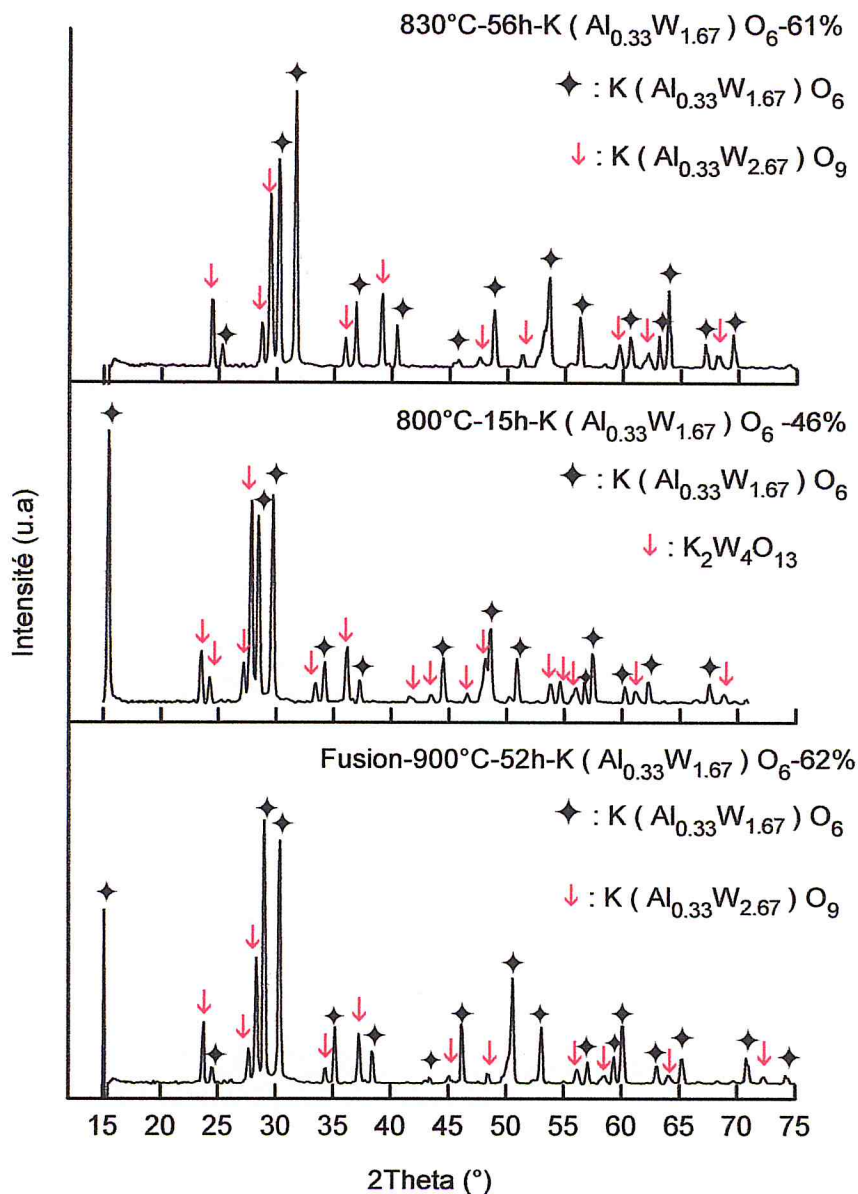 830°C-56h-K ( Al0.33W1.67) O6-61%
: K ( Al0.33W1.67 ) O6
: K ( Al0.33W2.67) O9
800°C-15h-K ( Al0.33W1.67) O6 -46%
: K ( Al0.33W1.67) O6
: K2W4O13
Fusion-900°C-52h-K ( Al0.33W1.67 ) O6-62%
: K ( Al0.33W1.67 ) O6
: K ( Al0.33W2.67 ) O9
Intensité (u.a)
15 20 25 30 35 40 45 50 55 60 65 70 75
2Theta (°)